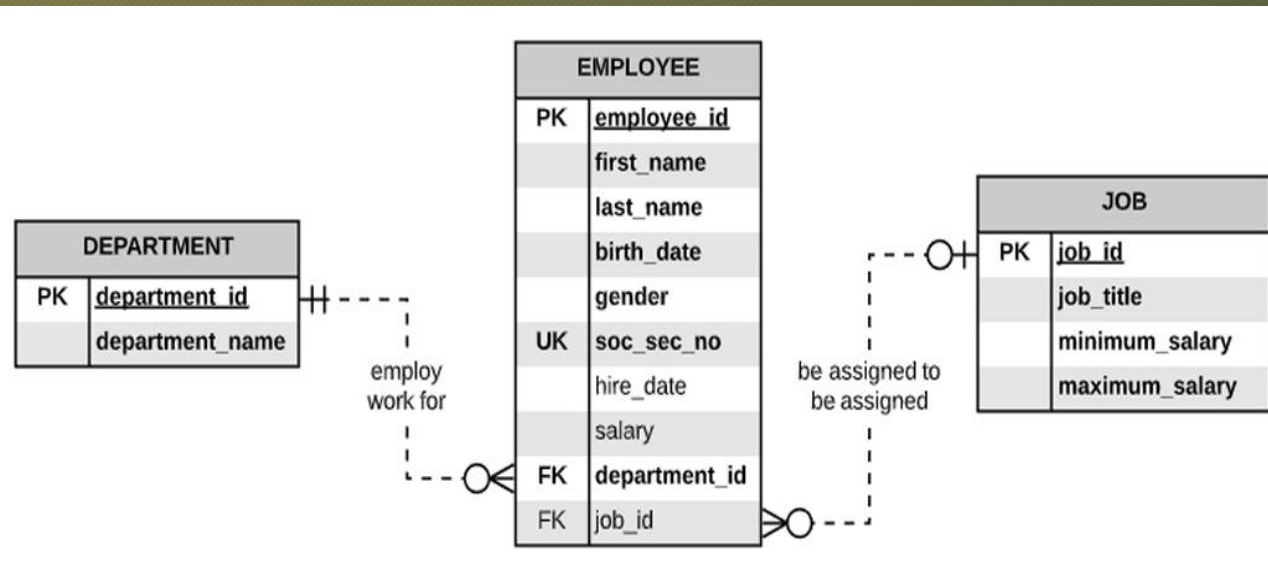 DEPARTMENT
PK department_id
department_name
employ
work for
EMPLOYEE
PK employee_id
first_name
last_name
birth_date
gender
UK soc_sec_no
hire_date
salary
FK department_id
FK job_id
be assigned to
be assigned
JOB
PK job_id
job_title
minimum_salary
maximum_salary